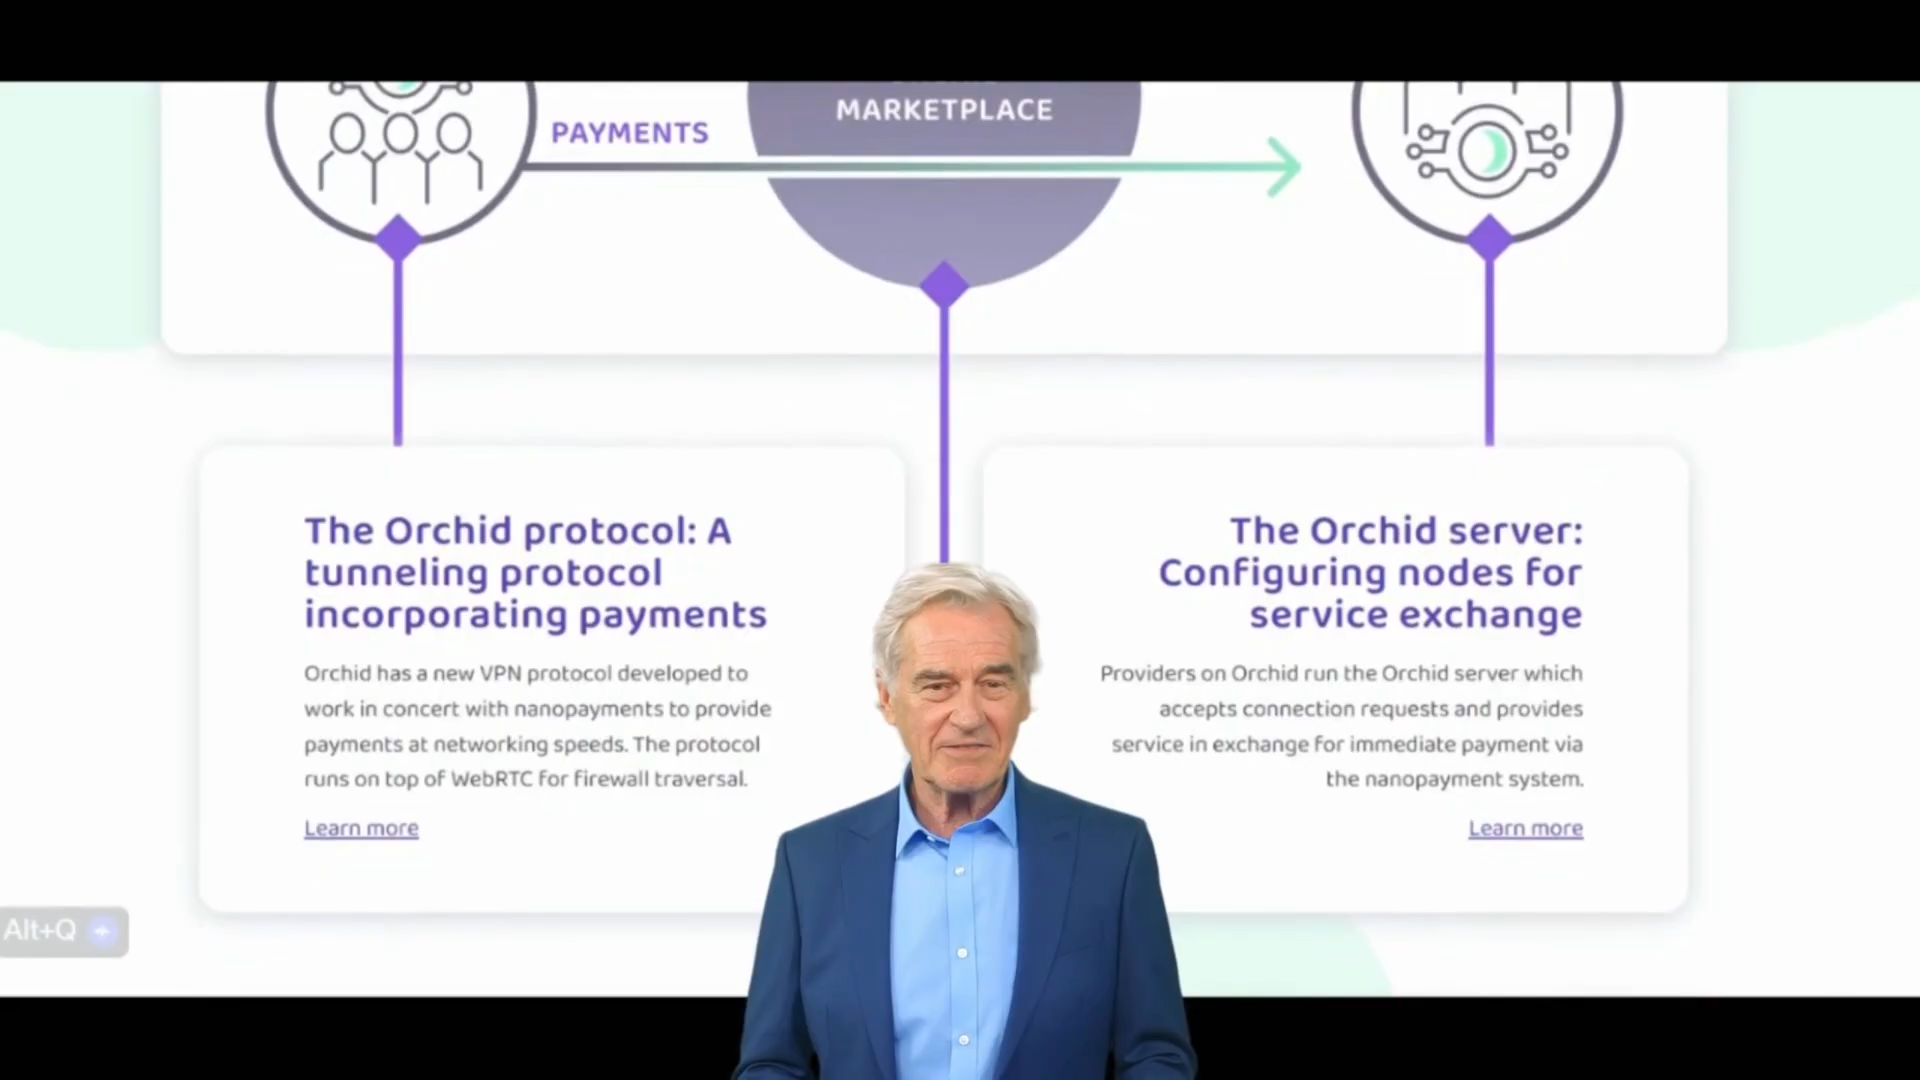 MARKETPLACE
PAYMENTS
The Orchid protocol: A
tunneling protocol
incorporating payments
Orchid has a new VPN protocol developed to
work in concert with nanopayments to provide
payments at networking speeds. The protocol
runs on top of WebRTC for firewall traversal.
Learn more
The Orchid server:
Configuring nodes for
service exchange
Providers on Orchid run the Orchid server which
accepts connection requests and provides
service in exchange for immediate payment via
the nanopayment system.
Learn more
Alt+Q